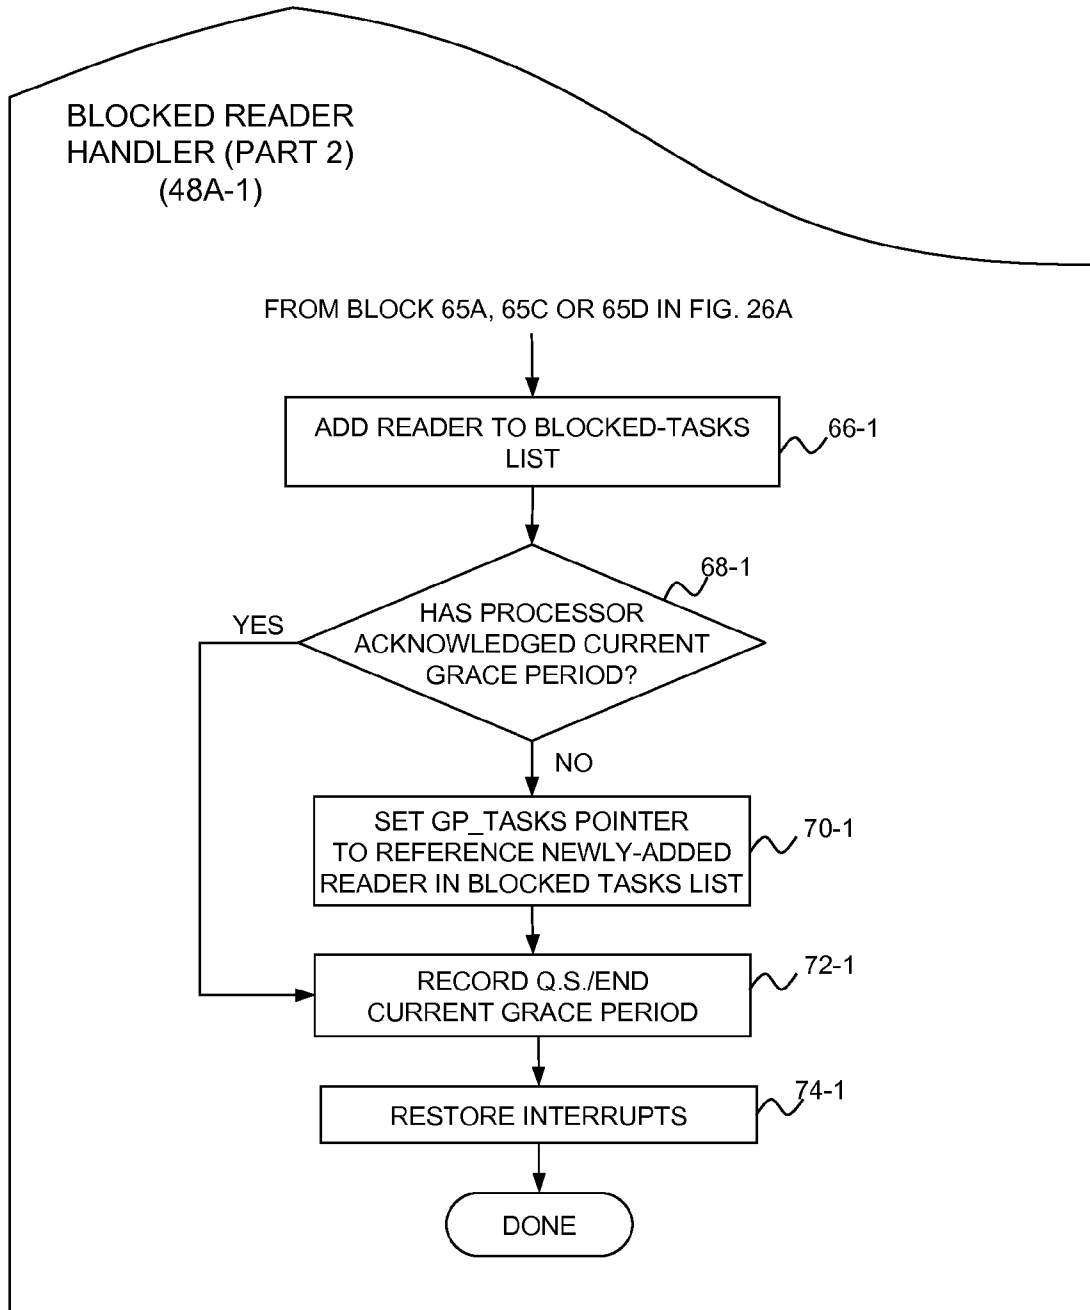 BLOCKED READER
HANDLER (PART 2)
(48A-1)
FROM BLOCK 65A, 65C OR 65D IN FIG. 26A
ADD READER TO BLOCKED-TASKS
LIST
66-1
68-1
HAS PROCESSOR
ACKNOWLEDGED CURRENT
GRACE PERIOD?
YES
NO
SET GP_TASKS POINTER
TO REFERENCE NEWLY-ADDED
READER IN BLOCKED TASKS LIST
70-1
RECORD Q.S./END
CURRENT GRACE PERIOD
72-1
RESTORE INTERRUPTS
74-1
DONE